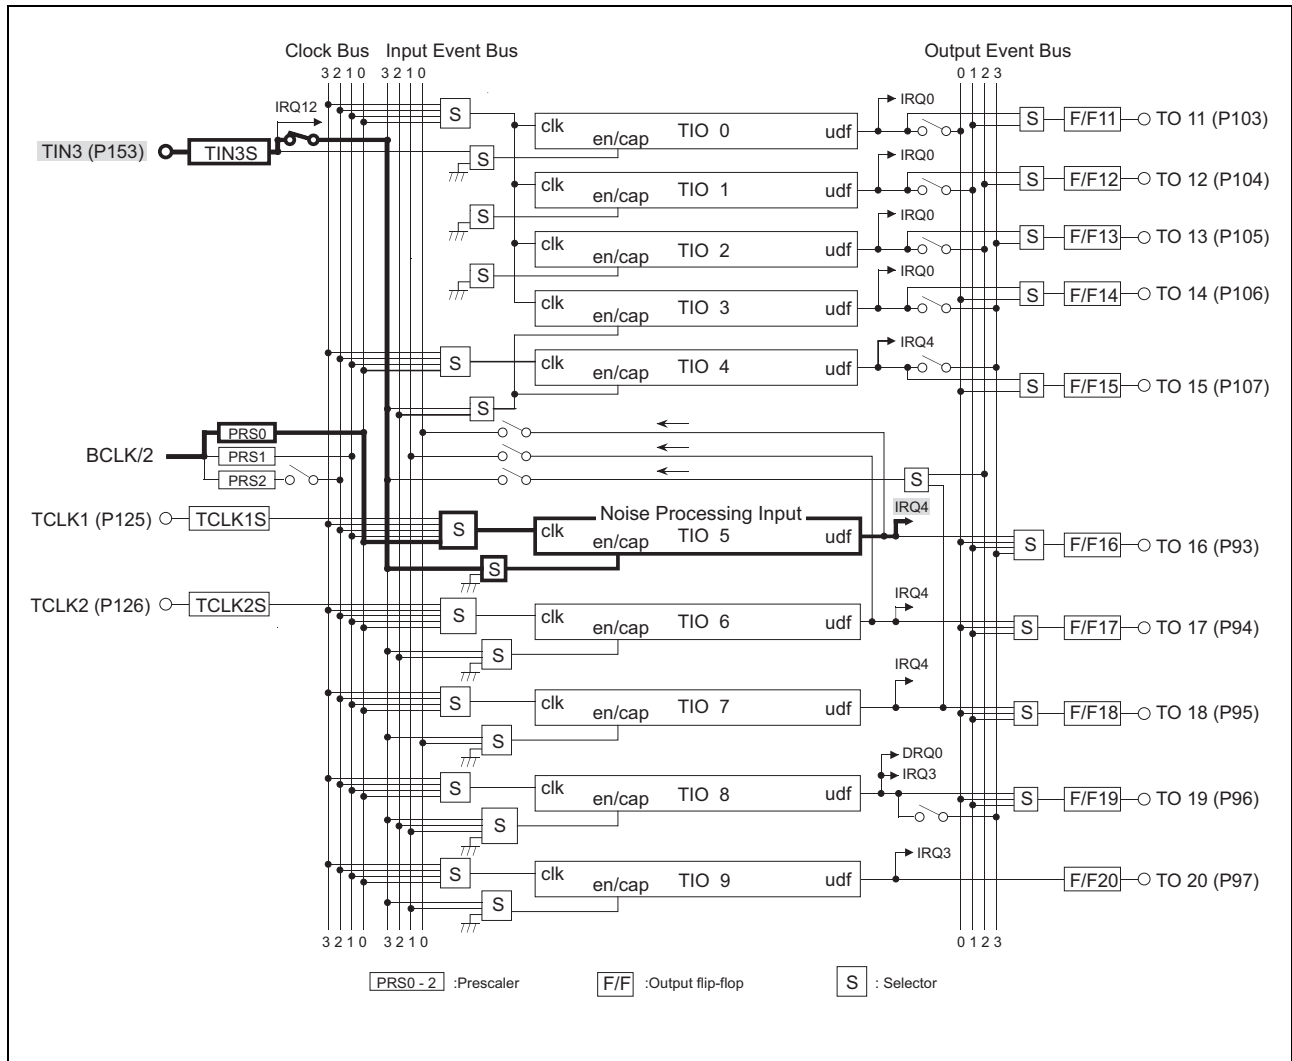 Clock Bus Input Event Bus Output Event Bus
3 2 1 0 3 2 1 0 0 1 2 3
IRQ12
TIN3 (P153) TIN3S
S clk TIO 0 en/cap udf IRQ0 S F/F11 TO 11 (P103)
S clk TIO 1 en/cap udf IRQ0 S F/F12 TO 12 (P104)
S clk TIO 2 en/cap udf IRQ0 S F/F13 TO 13 (P105)
S clk TIO 3 en/cap udf IRQ0 S F/F14 TO 14 (P106)
S clk TIO 4 en/cap udf IRQ4 S F/F15 TO 15 (P107)
S
BCLK/2 PRS0
PRS1
PRS2
S
TCLK1 (P125) TCLK1S
Noise Processing Input
S clk TIO 5 en/cap udf IRQ4 S F/F16 TO 16 (P93)
S
TCLK2 (P126) TCLK2S
S clk TIO 6 en/cap udf IRQ4 S F/F17 TO 17 (P94)
S
S clk TIO 7 en/cap udf IRQ4 S F/F18 TO 18 (P95)
S
DRQ0
S clk TIO 8 en/cap udf IRQ3 S F/F19 TO 19 (P96)
S
S clk TIO 9 en/cap udf IRQ3 F/F20 TO 20 (P97)
S
3 2 1 0 3 2 1 0 0 1 2 3
PRS0 - 2 :Prescaler F/F :Output flip-flop S : Selector